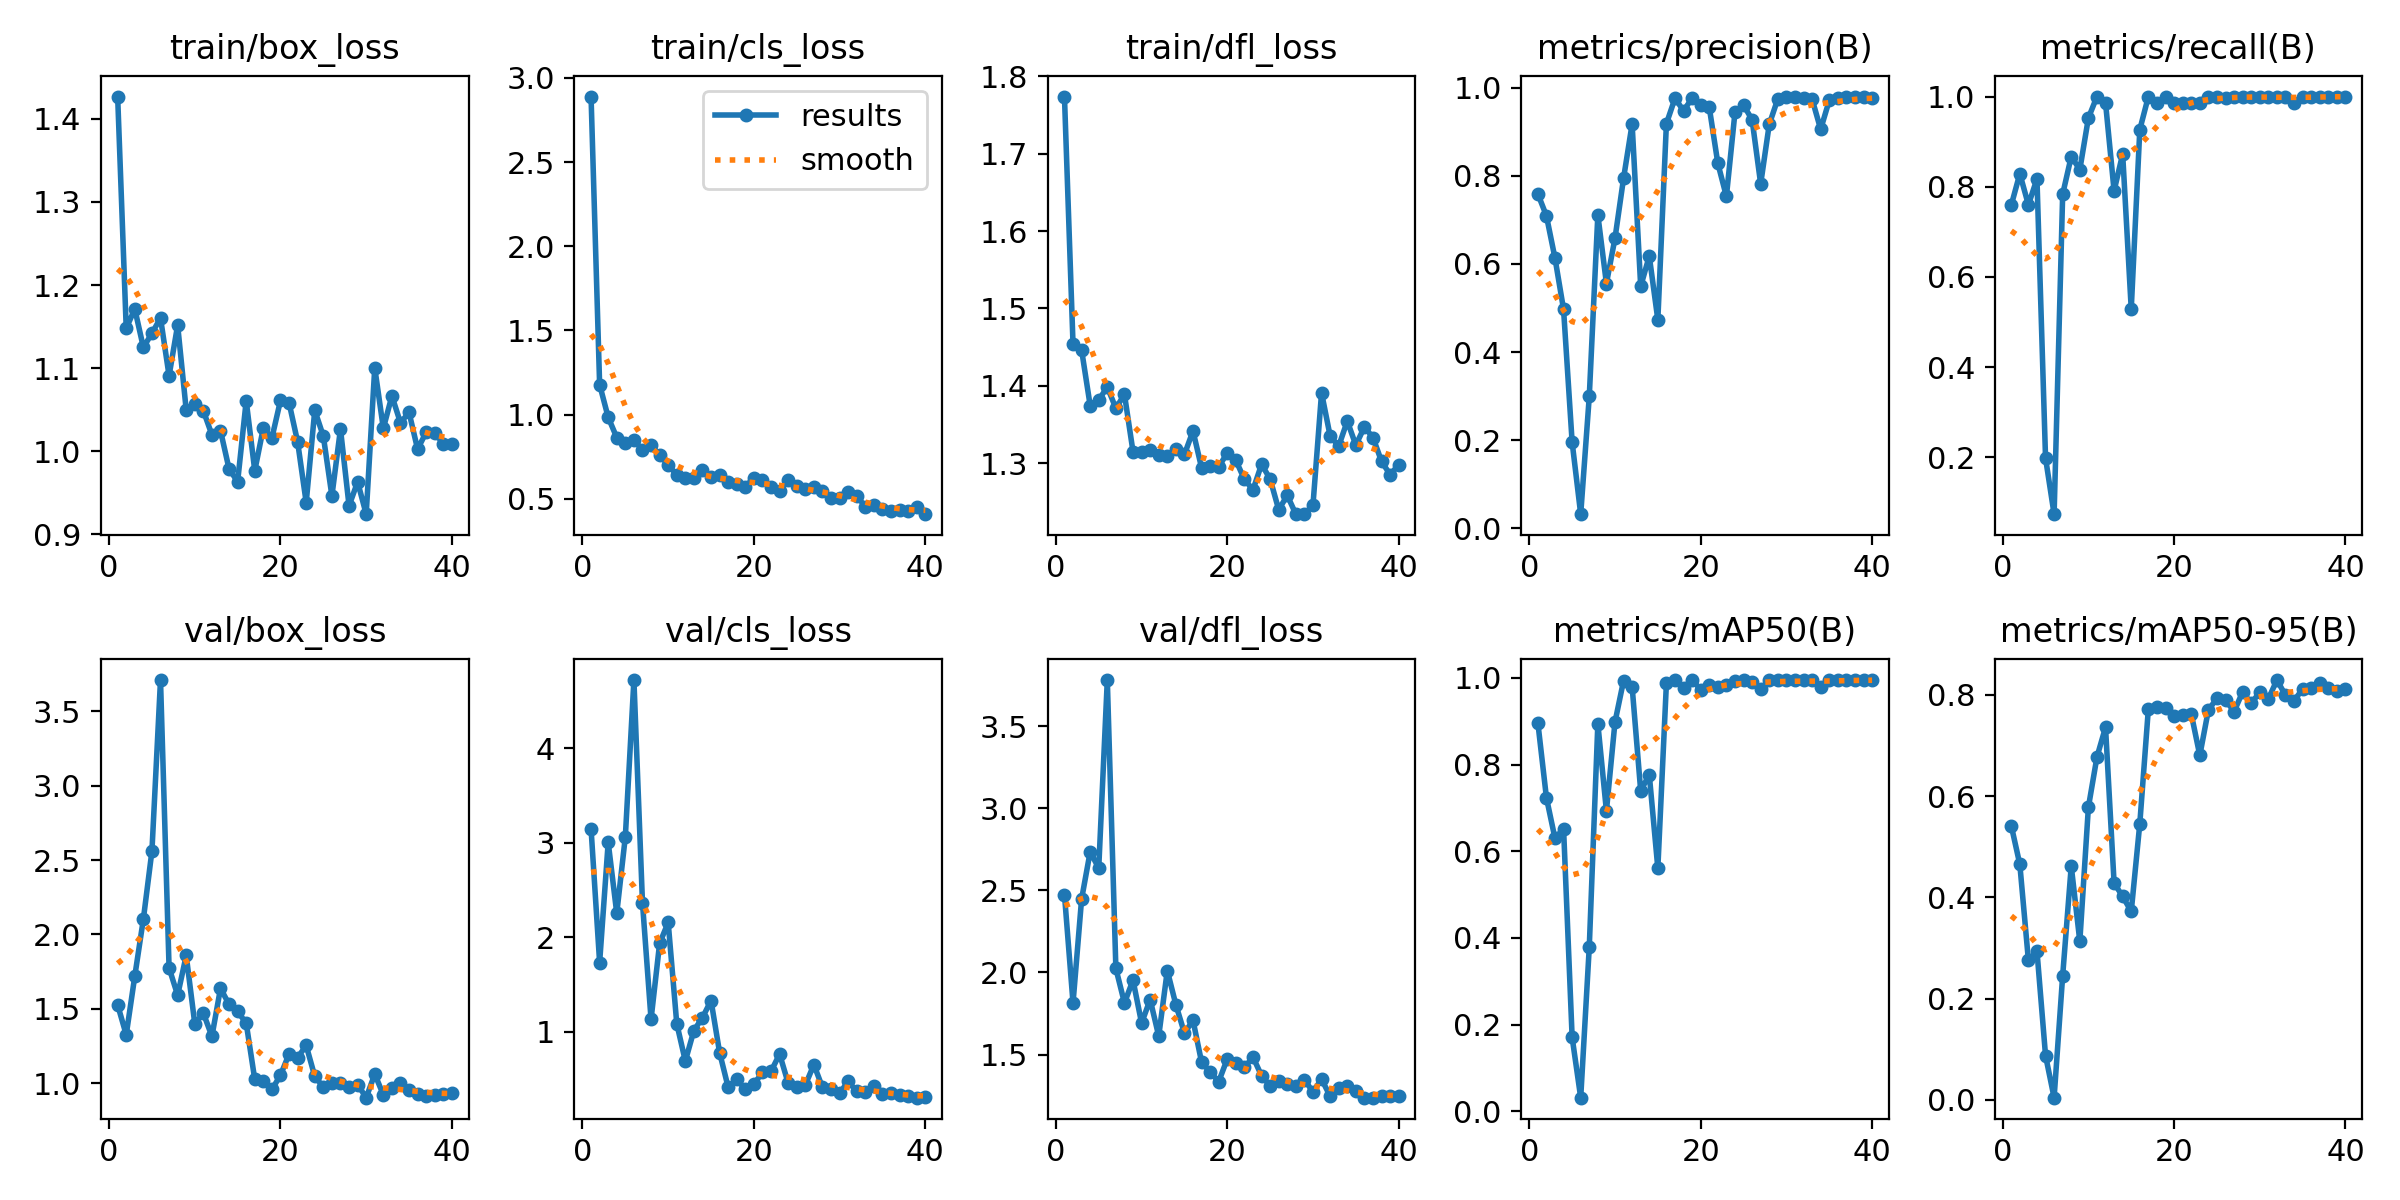 train/box_loss
1.4
1.3
1.2
1.1
1.0
0.9
0 20 40
train/cls_loss
results
smooth
3.0
2.5
2.0
1.5
1.0
0.5
0 20 40
train/dfl_loss
1.8
1.7
1.6
1.5
1.4
1.3
0 20 40
metrics/precision(B)
1.0
0.8
0.6
0.4
0.2
0.0
0 20 40
metrics/recall(B)
1.0
0.8
0.6
0.4
0.2
0 20 40
val/box_loss
3.5
3.0
2.5
2.0
1.5
1.0
0 20 40
val/cls_loss
4
3
2
1
0 20 40
val/dfl_loss
3.5
3.0
2.5
2.0
1.5
0 20 40
metrics/mAP50(B)
1.0
0.8
0.6
0.4
0.2
0.0
0 20 40
metrics/mAP50-95(B)
0.8
0.6
0.4
0.2
0.0
0 20 40